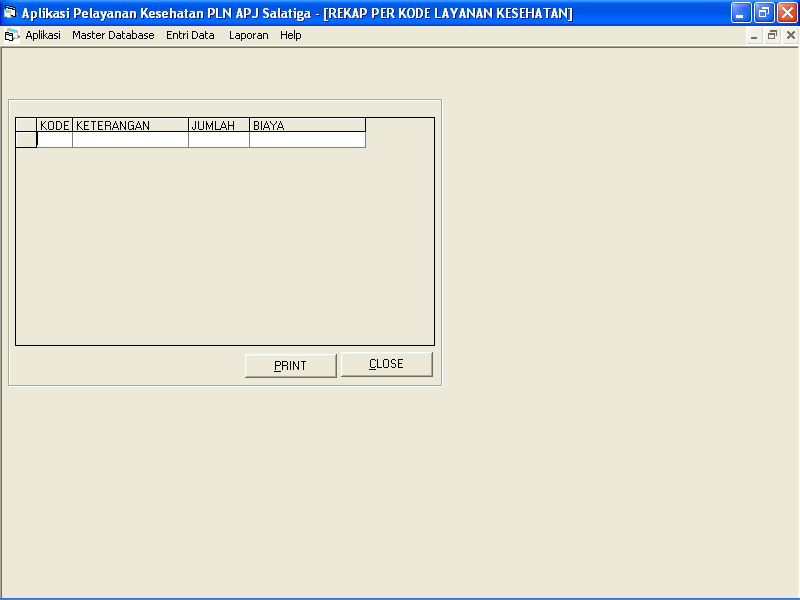 Aplikasi Pelayanan Kesehatan PLN APJ Salatiga - [REKAP PER KODE LAYANAN KESEHATAN]
Aplikasi Master Database Entri Data Laporan Help
KODE KETERANGAN JUMLAH BIAYA
PRINT CLOSE